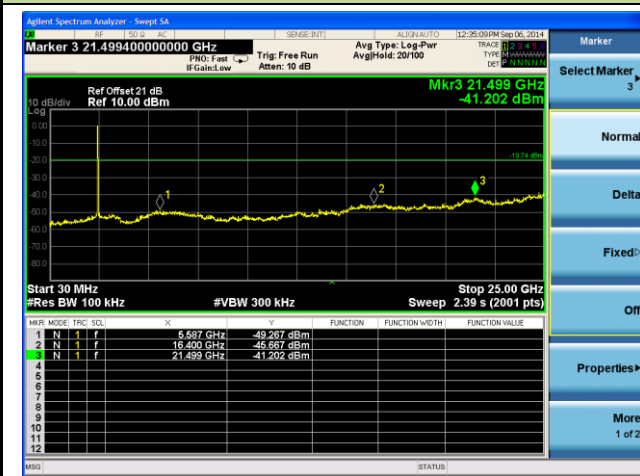 Agilent Spectrum Analyzer - Swept SA
RF 50 Ω AC SENSE:INT ALIGN AUTO 12:35:09 PM Sep 06, 2014
Marker 3 21.499400000000 GHz
PNO: Fast
IFGain:Low
Trig: Free Run
Atten: 10 dB
Avg Type: Log-Pwr
Avg|Hold: 20/100
TRACE 1 2 3 4 5 6
TYPE
DET P N N N N N
Mkr3 21.499 GHz
-41.202 dBm
Ref Offset 21 dB
10 dB/div Ref 10.00 dBm
Log
0.00
-10.0
-19.74 dBm
-20.0
-30.0
-40.0
-50.0
-60.0
-70.0
-80.0
1
2
3
Start 30 MHz Stop 25.00 GHz
#Res BW 100 kHz #VBW 300 kHz Sweep 2.39 s (2001 pts)
MKR MODE TRC SCL X Y FUNCTION FUNCTION WIDTH FUNCTION VALUE
1 N 1 f 5.587 GHz -49.267 dBm
2 N 1 f 16.400 GHz -45.667 dBm
3 N 1 f 21.499 GHz -41.202 dBm
4
5
6
7
8
9
10
11
12
MSG STATUS
Marker
Select Marker
3
Normal
Delta
Fixed
Off
Properties
More
1 of 2